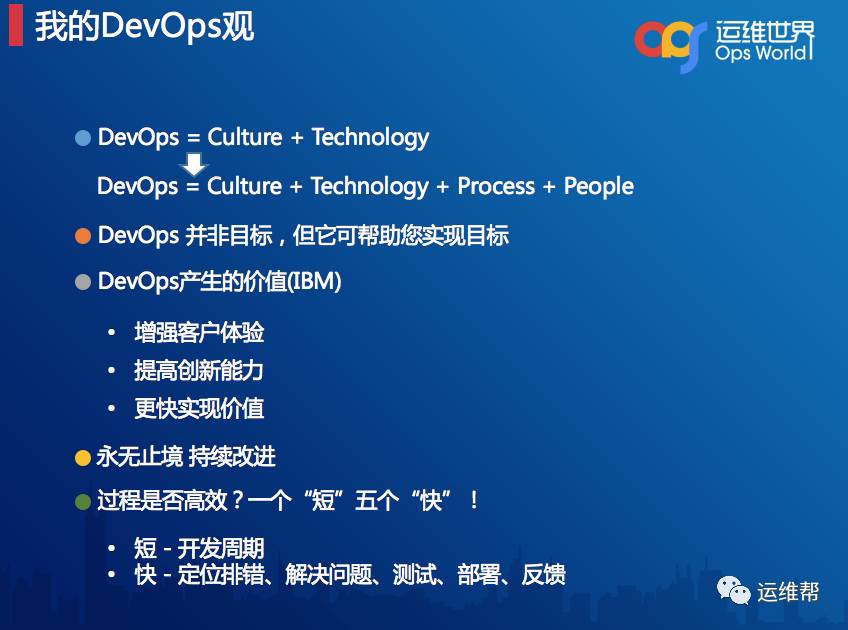 我的DevOps观
ops 运维世界
Ops World
DevOps = Culture + Technology
DevOps = Culture + Technology + Process + People
DevOps 并非目标，但它可帮助您实现目标
DevOps产生的价值(IBM)
• 增强客户体验
• 提高创新能力
• 更快实现价值
永无止境 持续改进
过程是否高效？一个“短”五个“快”！
• 短 - 开发周期
• 快 - 定位排错、解决问题、测试、部署、反馈
运维帮